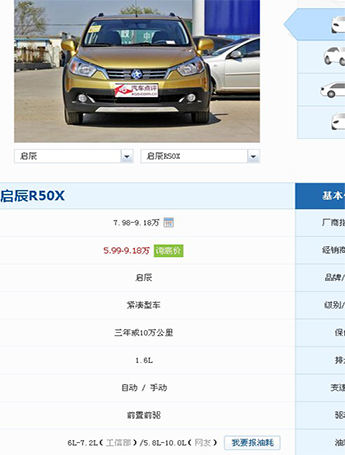 汽车点评
启辰 启辰R50X
启辰R50X 基本
7.98-9.18万 厂商指
5.99-9.18万 询底价 经销商
启辰 品牌/
紧凑型车 级别/
三年或10万公里 保
1.6L 排
自动 / 手动 变速
前置前驱 驱
6L-7.2L(工信部)/5.8L-10.0L(网友) 我要报油耗 油